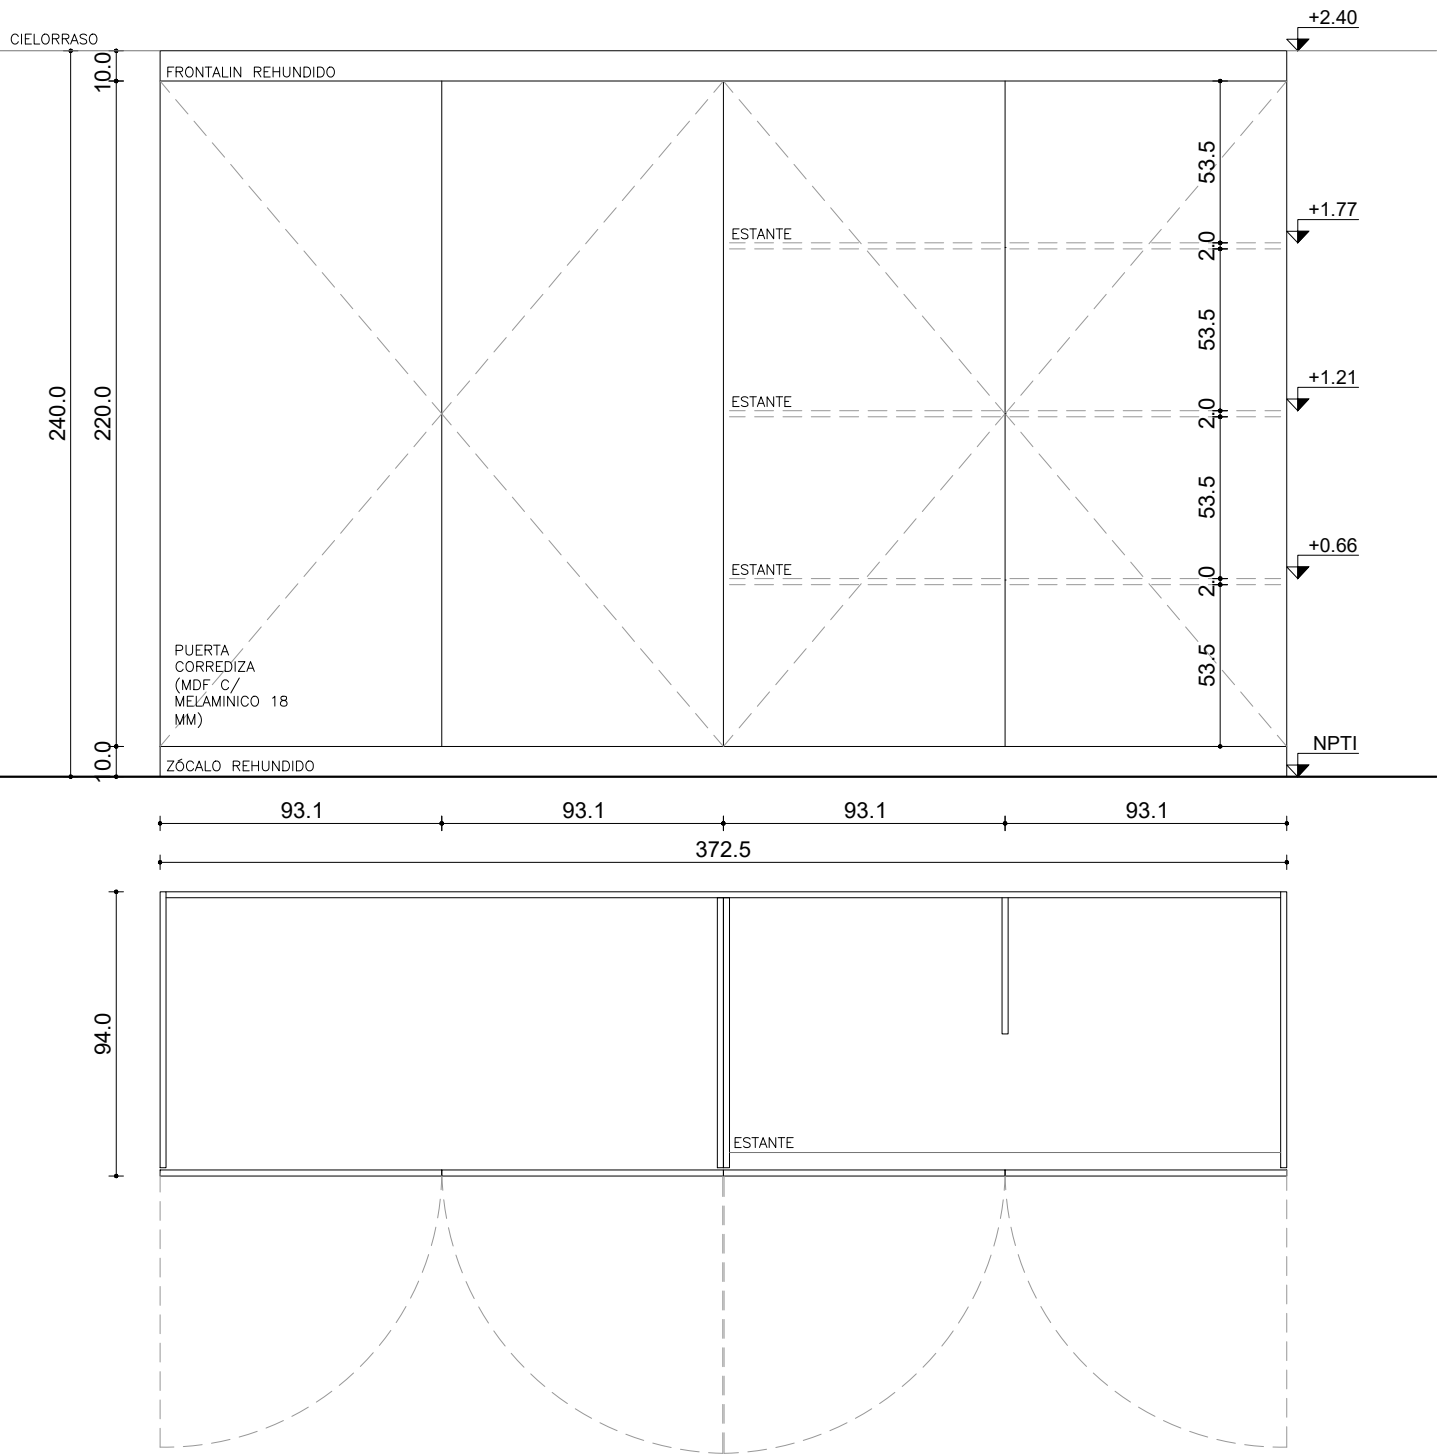 +2.40
CIELORRASO
10.0
FRONTALIN REHUNDIDO
53.5
+1.77
ESTANTE
2.0
53.5
+1.21
240.0
220.0
ESTANTE
2.0
53.5
+0.66
ESTANTE
2.0
53.5
PUERTA
CORREDIZA
(MDF C/
MELAMINICO 18
MM)
NPTI
10.0
ZÓCALO REHUNDIDO
93.1 93.1 93.1 93.1
372.5
94.0
ESTANTE